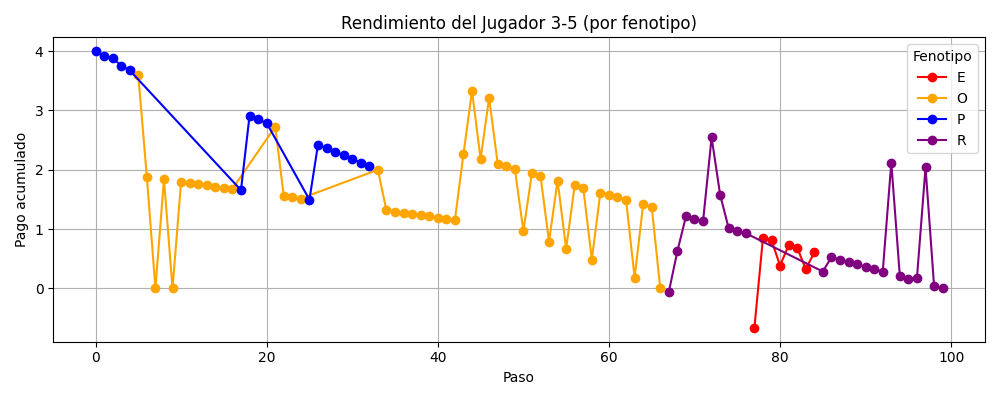 Rendimiento del Jugador 3-5 (por fenotipo)
Pago acumulado
4
3
2
1
0
0 20 40 60 80 100
Paso
Fenotipo
E
O
P
R